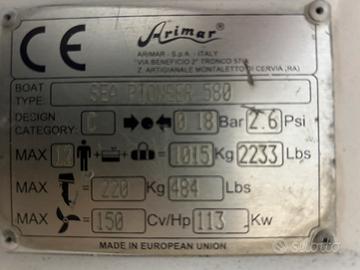 CE Arimar®
ARIMAR - S.p.A. - ITALY
"VIA BENEFICIO 2° TRONCO 57/A
Z. ARTIGIANALE MONTALETTO DI CERVIA (RA)
BOAT TYPE SEA PIONEER 580
DESIGN CATEGORY: C 0.18 Bar 2.6 Psi
MAX 12 + + = 1015 Kg 2233 Lbs
MAX = 220 Kg 484 Lbs
MAX = 150 Cv/Hp 113 Kw
MADE IN EUROPEAN UNION
subito